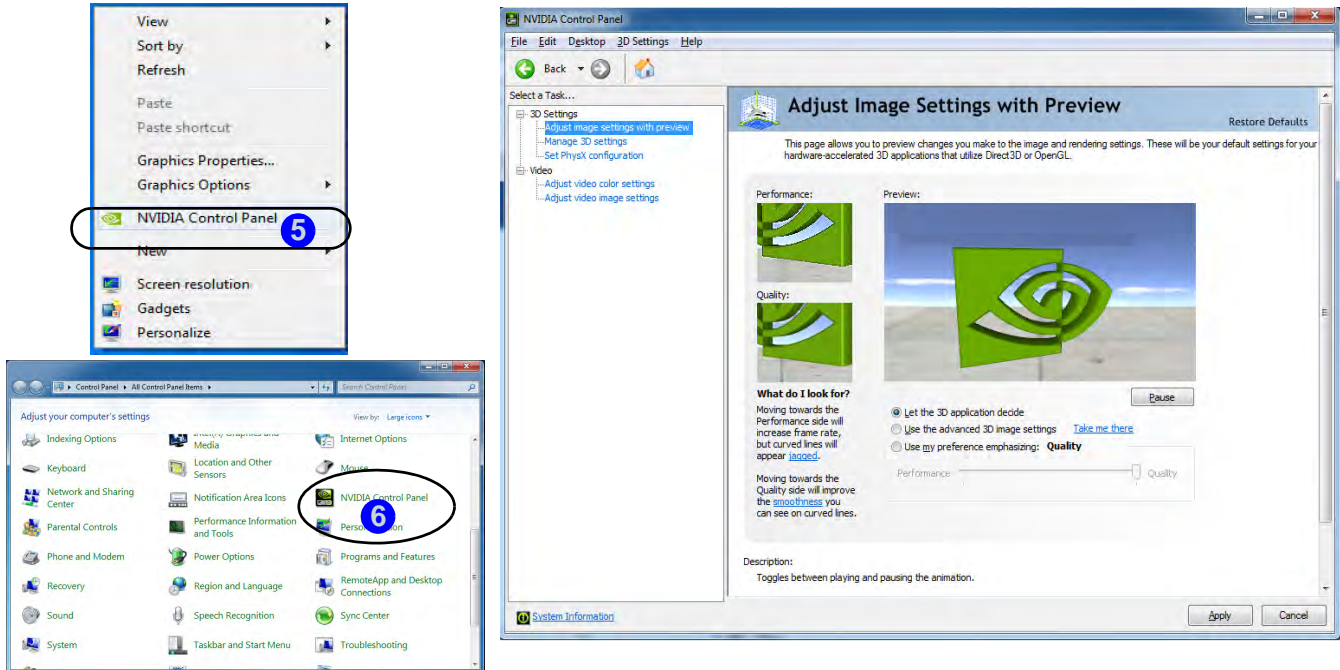 View
Sort by
Refresh
Paste
Paste shortcut
Graphics Properties...
Graphics Options
NVIDIA Control Panel
5
New
Screen resolution
Gadgets
Personalize
Control Panel
All Control Panel Items
Search Control Panel
Adjust your computer's settings
View by: Large icons
Indexing Options
Media
Internet Options
Keyboard
Location and Other
Sensors
Mouse
Network and Sharing
Center
Notification Area Icons
NVIDIA Control Panel
6
Parental Controls
Performance Information
and Tools
Phone and Modem
Power Options
Programs and Features
Recovery
Region and Language
RemoteApp and Desktop
Connections
Sound
Speech Recognition
Sync Center
System
Taskbar and Start Menu
Troubleshooting
NVIDIA Control Panel
File Edit Desktop 3D Settings Help
Back
Select a Task...
3D Settings
Adjust image settings with preview
Manage 3D settings
Set PhysX configuration
Video
Adjust video color settings
Adjust video image settings
Adjust Image Settings with Preview
Restore Defaults
This page allows you to preview changes you make to the image and rendering settings. These will be your default settings for your
hardware-accelerated 3D applications that utilize Direct3D or OpenGL.
Performance:
Preview:
Quality:
What do I look for?
Moving towards the
Performance side will
increase frame rate,
but curved lines will
appear jagged.
Moving towards the
Quality side will improve
the smoothness you
can see on curved lines.
Pause
Let the 3D application decide
Use the advanced 3D image settings Take me there
Use my preference emphasizing: Quality
Performance Quality
Description:
Toggles between playing and pausing the animation.
System Information
Apply Cancel